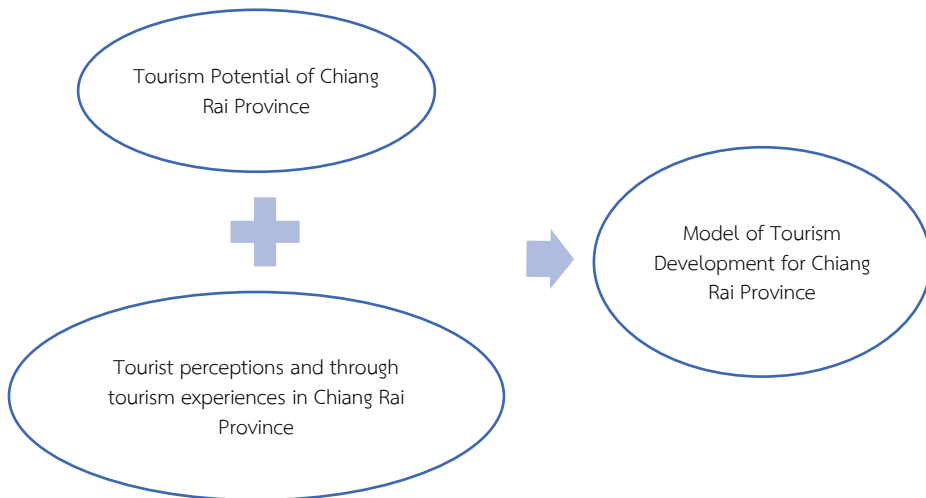 Tourism Potential of Chiang
Rai Province
Model of Tourism
Development for Chiang
Rai Province
Tourist perceptions and through
tourism experiences in Chiang Rai
Province